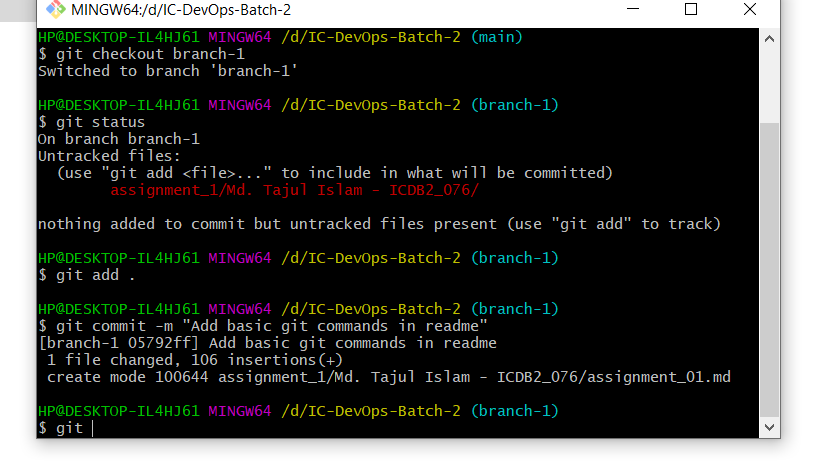 MINGW64:/d/IC-DevOps-Batch-2
HP@DESKTOP-IL4HJ61 MINGW64 /d/IC-DevOps-Batch-2 (main)
$ git checkout branch-1
Switched to branch 'branch-1'
HP@DESKTOP-IL4HJ61 MINGW64 /d/IC-DevOps-Batch-2 (branch-1)
$ git status
On branch branch-1
Untracked files:
  (use "git add <file>..." to include in what will be committed)
        assignment_1/Md. Tajul Islam - ICDB2_076/
nothing added to commit but untracked files present (use "git add" to track)
HP@DESKTOP-IL4HJ61 MINGW64 /d/IC-DevOps-Batch-2 (branch-1)
$ git add .
HP@DESKTOP-IL4HJ61 MINGW64 /d/IC-DevOps-Batch-2 (branch-1)
$ git commit -m "Add basic git commands in readme"
[branch-1 05792ff] Add basic git commands in readme
 1 file changed, 106 insertions(+)
 create mode 100644 assignment_1/Md. Tajul Islam - ICDB2_076/assignment_01.md
HP@DESKTOP-IL4HJ61 MINGW64 /d/IC-DevOps-Batch-2 (branch-1)
$ git